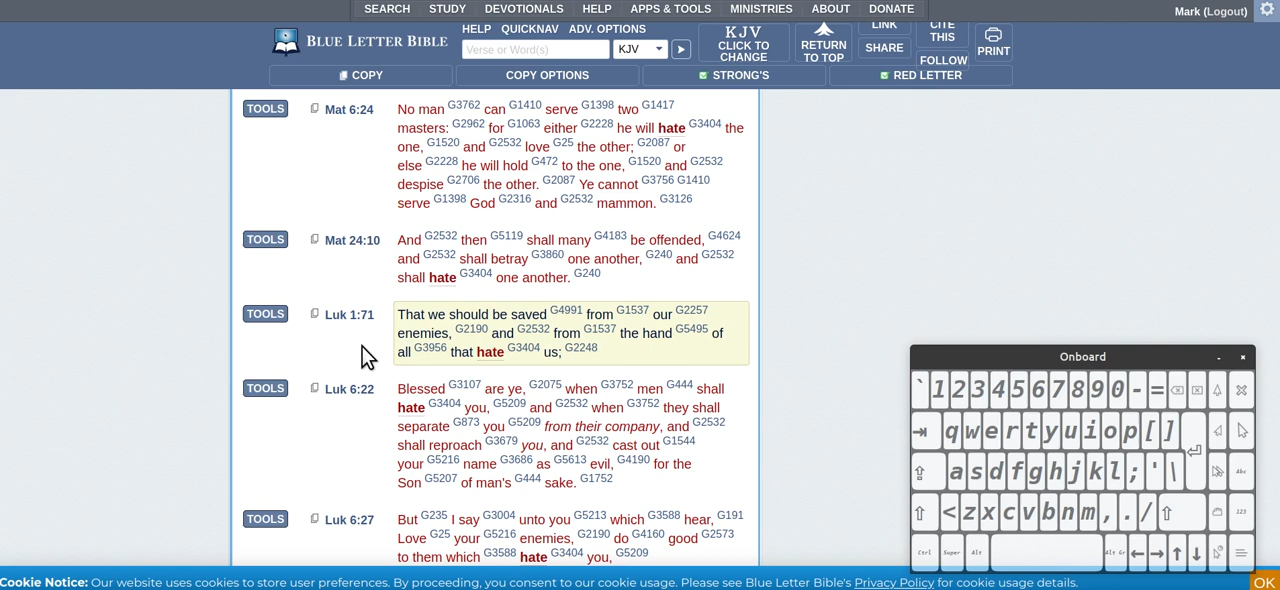 SEARCH STUDY DEVOTIONALS HELP APPS & TOOLS MINISTRIES ABOUT DONATE
Mark (Logout)
BLUE LETTER BIBLE
HELP QUICKNAV ADV. OPTIONS
Verse or Word(s)
KJV
KJV
CLICK TO
CHANGE
RETURN
TO TOP
LINK
SHARE
CITE
THIS
FOLLOW
PRINT
COPY
COPY OPTIONS
STRONG'S
RED LETTER
TOOLS Mat 6:24
No man G3762 can G1410 serve G1398 two G1417
masters: G2962 for G1063 either G2228 he will hate G3404 the
one, G1520 and G2532 love G25 the other; G2087 or
else G2228 he will hold G472 to the one, G1520 and G2532
despise G2706 the other. G2087 Ye cannot G3756 G1410
serve G1398 God G2316 and G2532 mammon. G3126
TOOLS Mat 24:10
And G2532 then G5119 shall many G4183 be offended, G4624
and G2532 shall betray G3860 one another, G240 and G2532
shall hate G3404 one another. G240
TOOLS Luk 1:71
That we should be saved G4991 from G1537 our G2257
enemies, G2190 and G2532 from G1537 the hand G5495 of
all G3956 that hate G3404 us; G2248
TOOLS Luk 6:22
Blessed G3107 are ye, G2075 when G3752 men G444 shall
hate G3404 you, G5209 and G2532 when G3752 they shall
separate G873 you G5209 from their company, and G2532
shall reproach G3679 you, and G2532 cast out G1544
your G5216 name G3686 as G5613 evil, G4190 for the
Son G5207 of man's G444 sake. G1752
TOOLS Luk 6:27
But G235 I say G3004 unto you G5213 which G3588 hear, G191
Love G25 your G5216 enemies, G2190 do G4160 good G2573
to them which G3588 hate G3404 you, G5209
Onboard
` 1 2 3 4 5 6 7 8 9 0 - =
q w e r t y u i o p [ ]
a s d f g h j k l ; ' \ Abc
< z x c v b n m , . / 123
Ctrl Super Alt Alt Gr
Cookie Notice: Our website uses cookies to store user preferences. By proceeding, you consent to our cookie usage. Please see Blue Letter Bible's Privacy Policy for cookie usage details.
OK